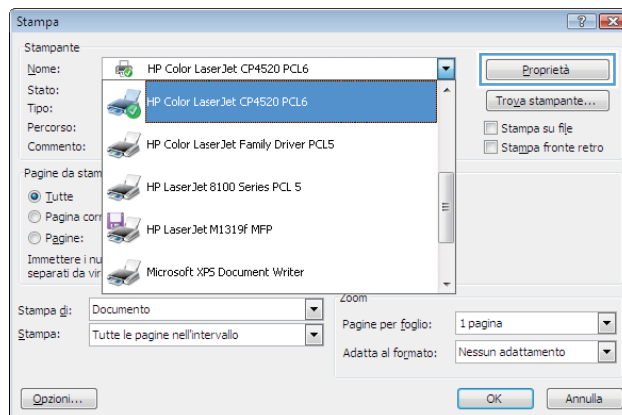 Stampa
Stampante
Nome: HP Color LaserJet CP4520 PCL6 Proprietà
Stato: HP Color LaserJet CP4520 PCL6 Trova stampante...
Tipo:
Percorso: Stampa su file
Commento: HP Color LaserJet Family Driver PCL5 Stampa fronte retro
Pagine da stam
Tutte HP LaserJet 8100 Series PCL 5
Pagina corr
Pagine: HP LaserJet M1319f MFP
Immettere i nu
separati da vir Microsoft XPS Document Writer
Stampa di: Documento Zoom
Stampa: Tutte le pagine nell'intervallo Pagine per foglio: 1 pagina
Adatta al formato: Nessun adattamento
Opzioni... OK Annulla